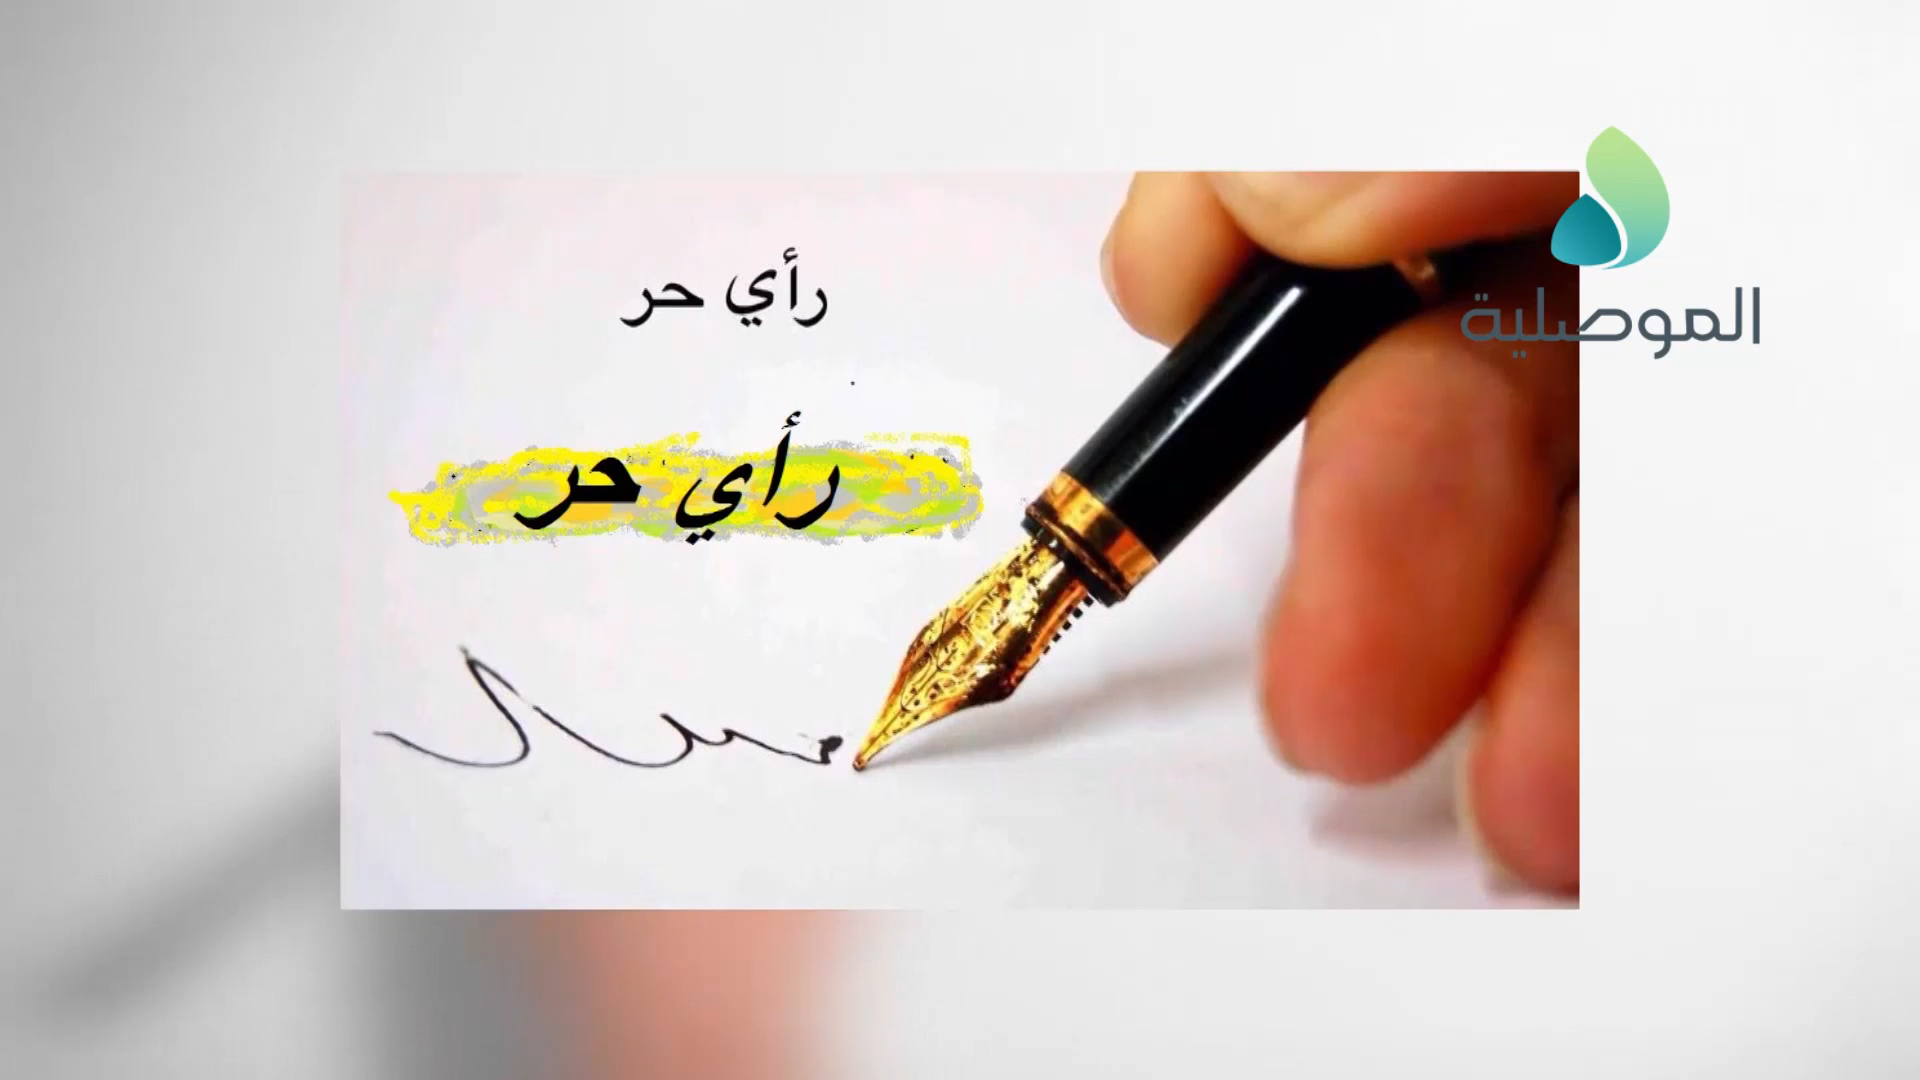 رأي حر
الموصلية
رأي حر